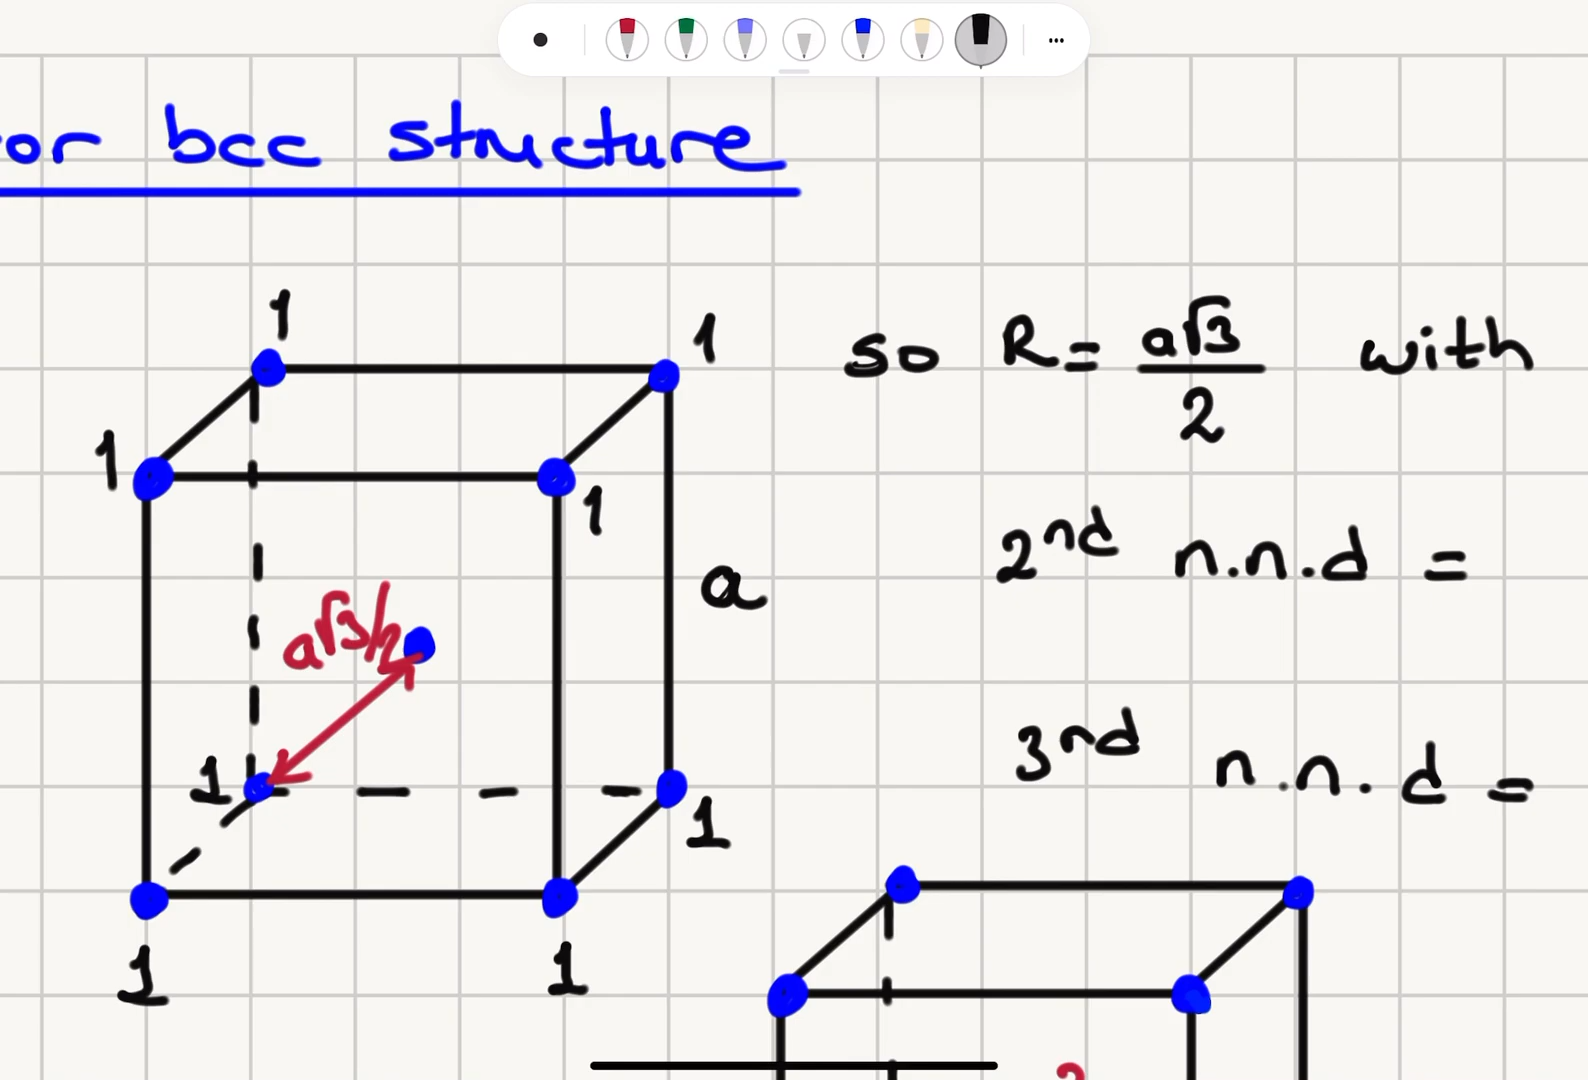 or bcc structure
1
1
so R = a√3/2 with
1
1
2nd n.n.d =
a
a√3/2
3rd n.n.d =
1
1
1
1